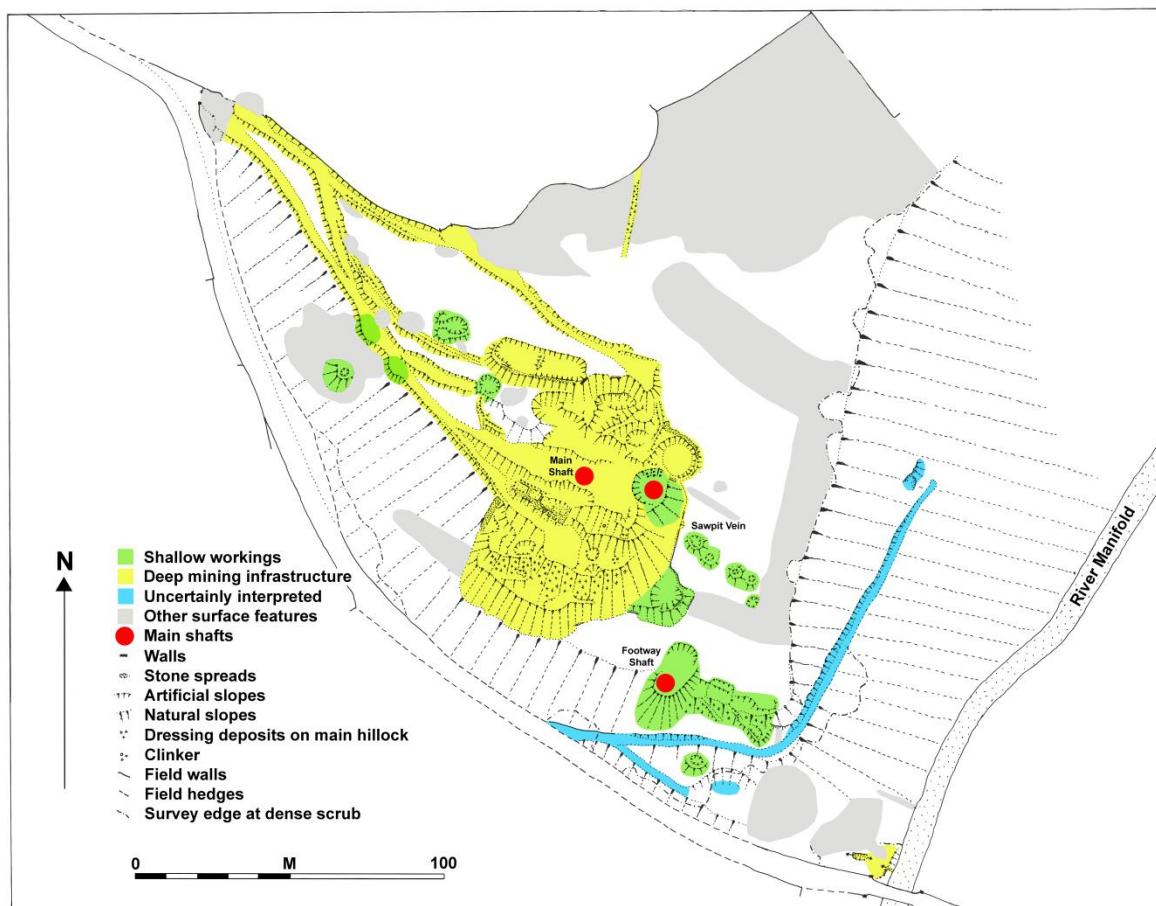 Main
Shaft
Sawpit Vein
Footway
Shaft
River Manifold
N
Shallow workings
Deep mining infrastructure
Uncertainly interpreted
Other surface features
Main shafts
Walls
Stone spreads
Artificial slopes
Natural slopes
Dressing deposits on main hillock
Clinker
Field walls
Field hedges
Survey edge at dense scrub
0 M 100